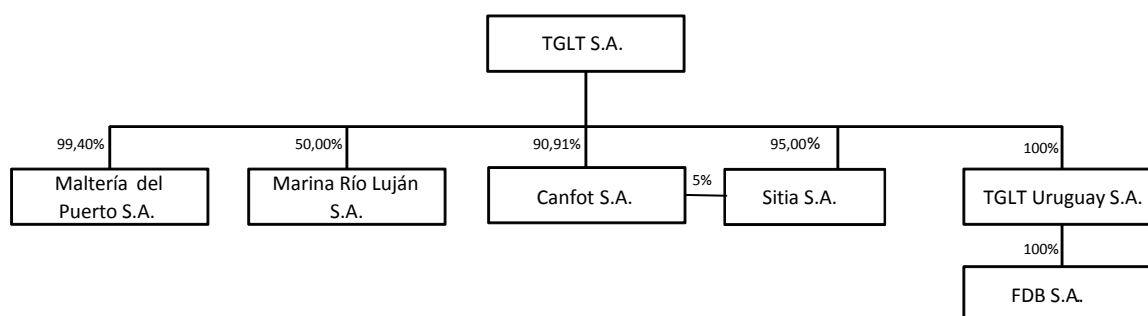 TGLT S.A.
99,40%
50,00%
90,91%
95,00%
100%
Maltería del
Puerto S.A.
Marina Río Luján
S.A.
Canfot S.A.
5%
Sitia S.A.
TGLT Uruguay S.A.
100%
FDB S.A.